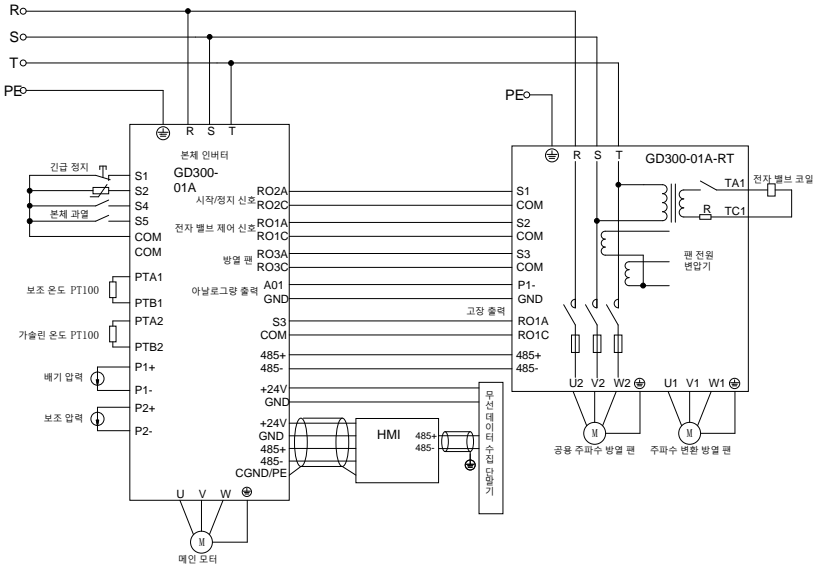 R
S
T
PE
R S T
본체 인버터
GD300-
01A
긴급 정지
본체 과열
S1
S2
S4
S5
COM
COM
PTA1
보조 온도 PT100
PTB1
PTA2
가솔린 온도 PT100
PTB2
P1+
배기 압력
P1-
P2+
보조 압력
P2-
시작/정지 신호
RO2A
RO2C
전자 밸브 제어 신호
RO1A
RO1C
방열 팬
RO3A
RO3C
아날로그량 출력
A01
GND
S3
COM
485+
485-
+24V
GND
+24V
GND
485+
485-
CGND/PE
HMI
485+
485-
무선 데이터 수집 단말기
U V W
M
메인 모터
PE
R S T
GD300-01A-RT
S1
COM
S2
COM
S3
COM
P1-
GND
고장 출력
RO1A
RO1C
485+
485-
TA1
전자 밸브 코일
R
TC1
팬 전원
변압기
U2 V2 W2
U1 V1 W1
M
M
공용 주파수 방열 팬
주파수 변환 방열 팬